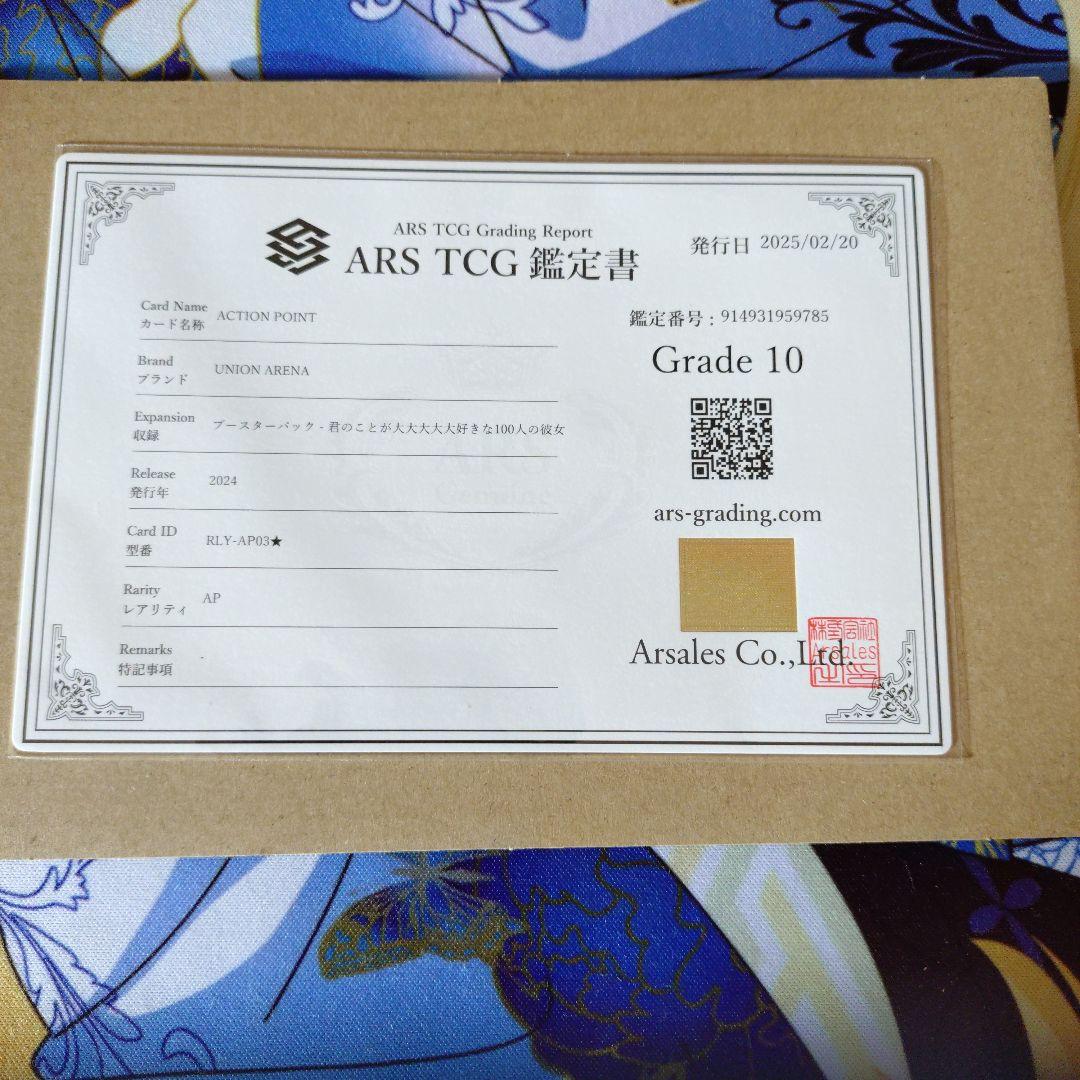 ARS TCG Grading Report
ARS TCG 鑑定書
発行日 2025/02/20
Card Name
カード名称
ACTION POINT
Brand
ブランド
UNION ARENA
Expansion
収録
ブースターパック - 君のことが大大大大大好きな100人の彼女
Release
発行年
2024
Card ID
型番
RLY-AP03★
Rarity
レアリティ
AP
Remarks
特記事項
-
鑑定番号 : 914931959785
Grade 10
ars-grading.com
Arsales Co.,Ltd.
株式会社
Arsales